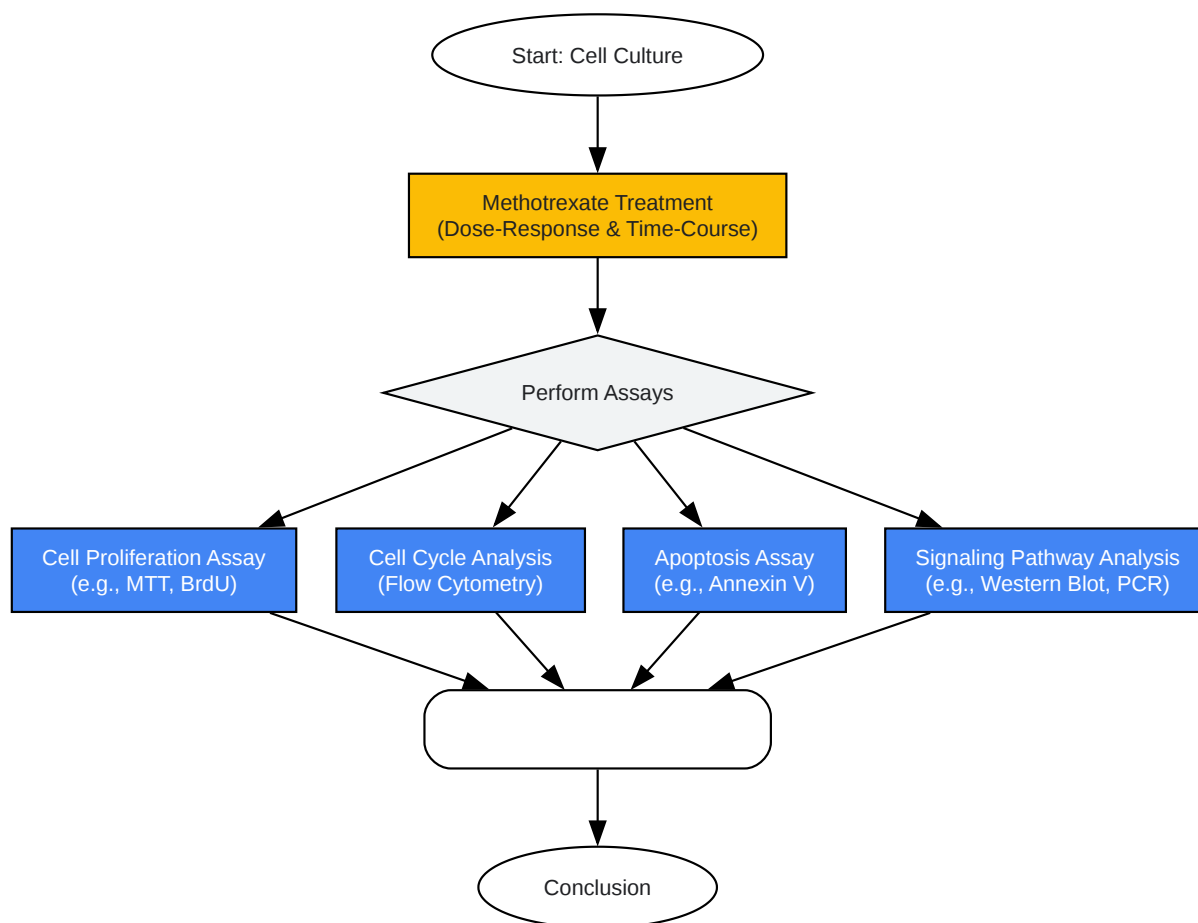 Start: Cell Culture
Methotrexate Treatment
(Dose-Response & Time-Course)
Perform Assays
Cell Proliferation Assay
(e.g., MTT, BrdU)
Cell Cycle Analysis
(Flow Cytometry)
Apoptosis Assay
(e.g., Annexin V)
Signaling Pathway Analysis
(e.g., Western Blot, PCR)
Conclusion